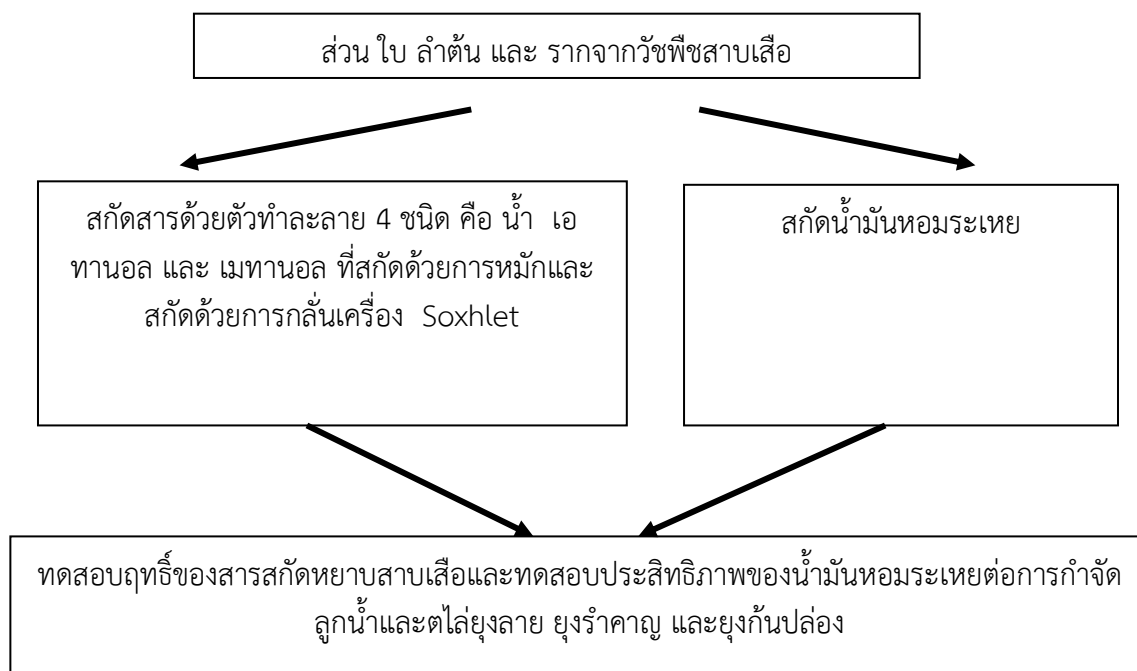 ส่วน ใบ ลำต้น และ รากจากวัชพืชสาบเสือ
สกัดสารด้วยตัวทำละลาย 4 ชนิด คือ น้ำ เอ
ทานอล และ เมทานอล ที่สกัดด้วยการหมักและ
สกัดด้วยการกลั่นเครื่อง Soxhlet
สกัดน้ำมันหอมระเหย
ทดสอบฤทธิ์ของสารสกัดหยาบสาบเสือและทดสอบประสิทธิภาพของน้ำมันหอมระเหยต่อการกำจัด
ลูกน้ำและตไล่ยุงลาย ยุงรำคาญ และยุงก้นปล่อง